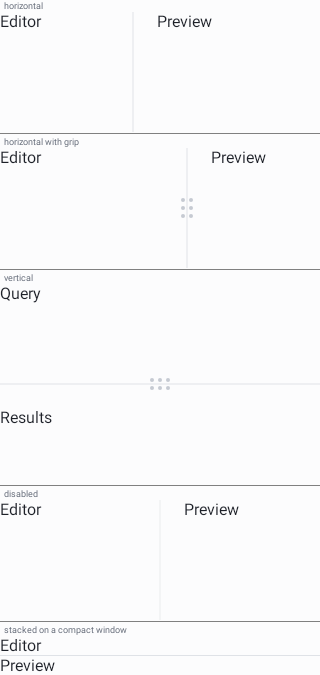 horizontal
Editor Preview
horizontal with grip
Editor Preview
vertical
Query
Results
disabled
Editor Preview
stacked on a compact window
Editor
Preview